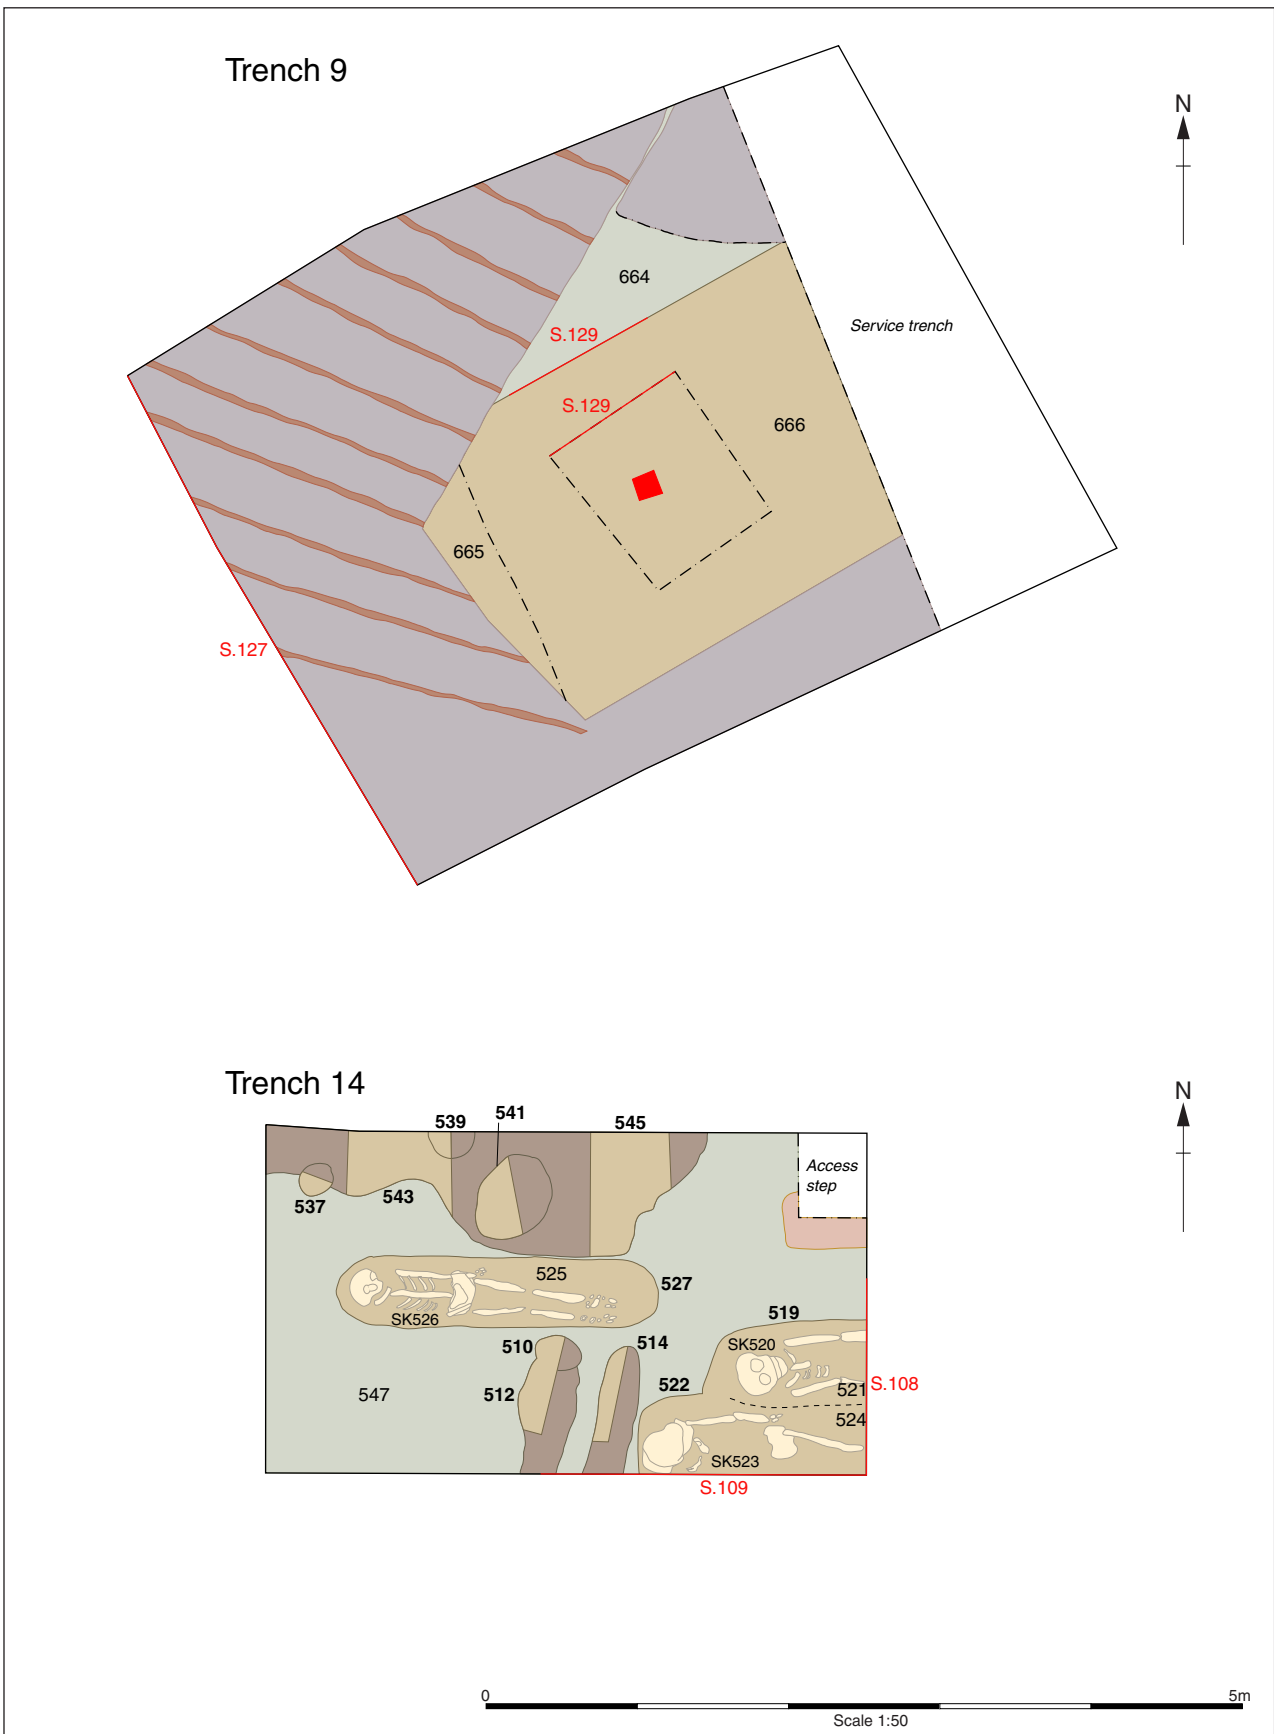 Trench 9
N
664
Service trench
S.129
S.129
666
665
S.127
Trench 14
N
539
541
545
Access
step
537
543
525
527
SK526
519
510
514
SK520
522
521
S.108
547
512
524
SK523
S.109
0
5m
Scale 1:50